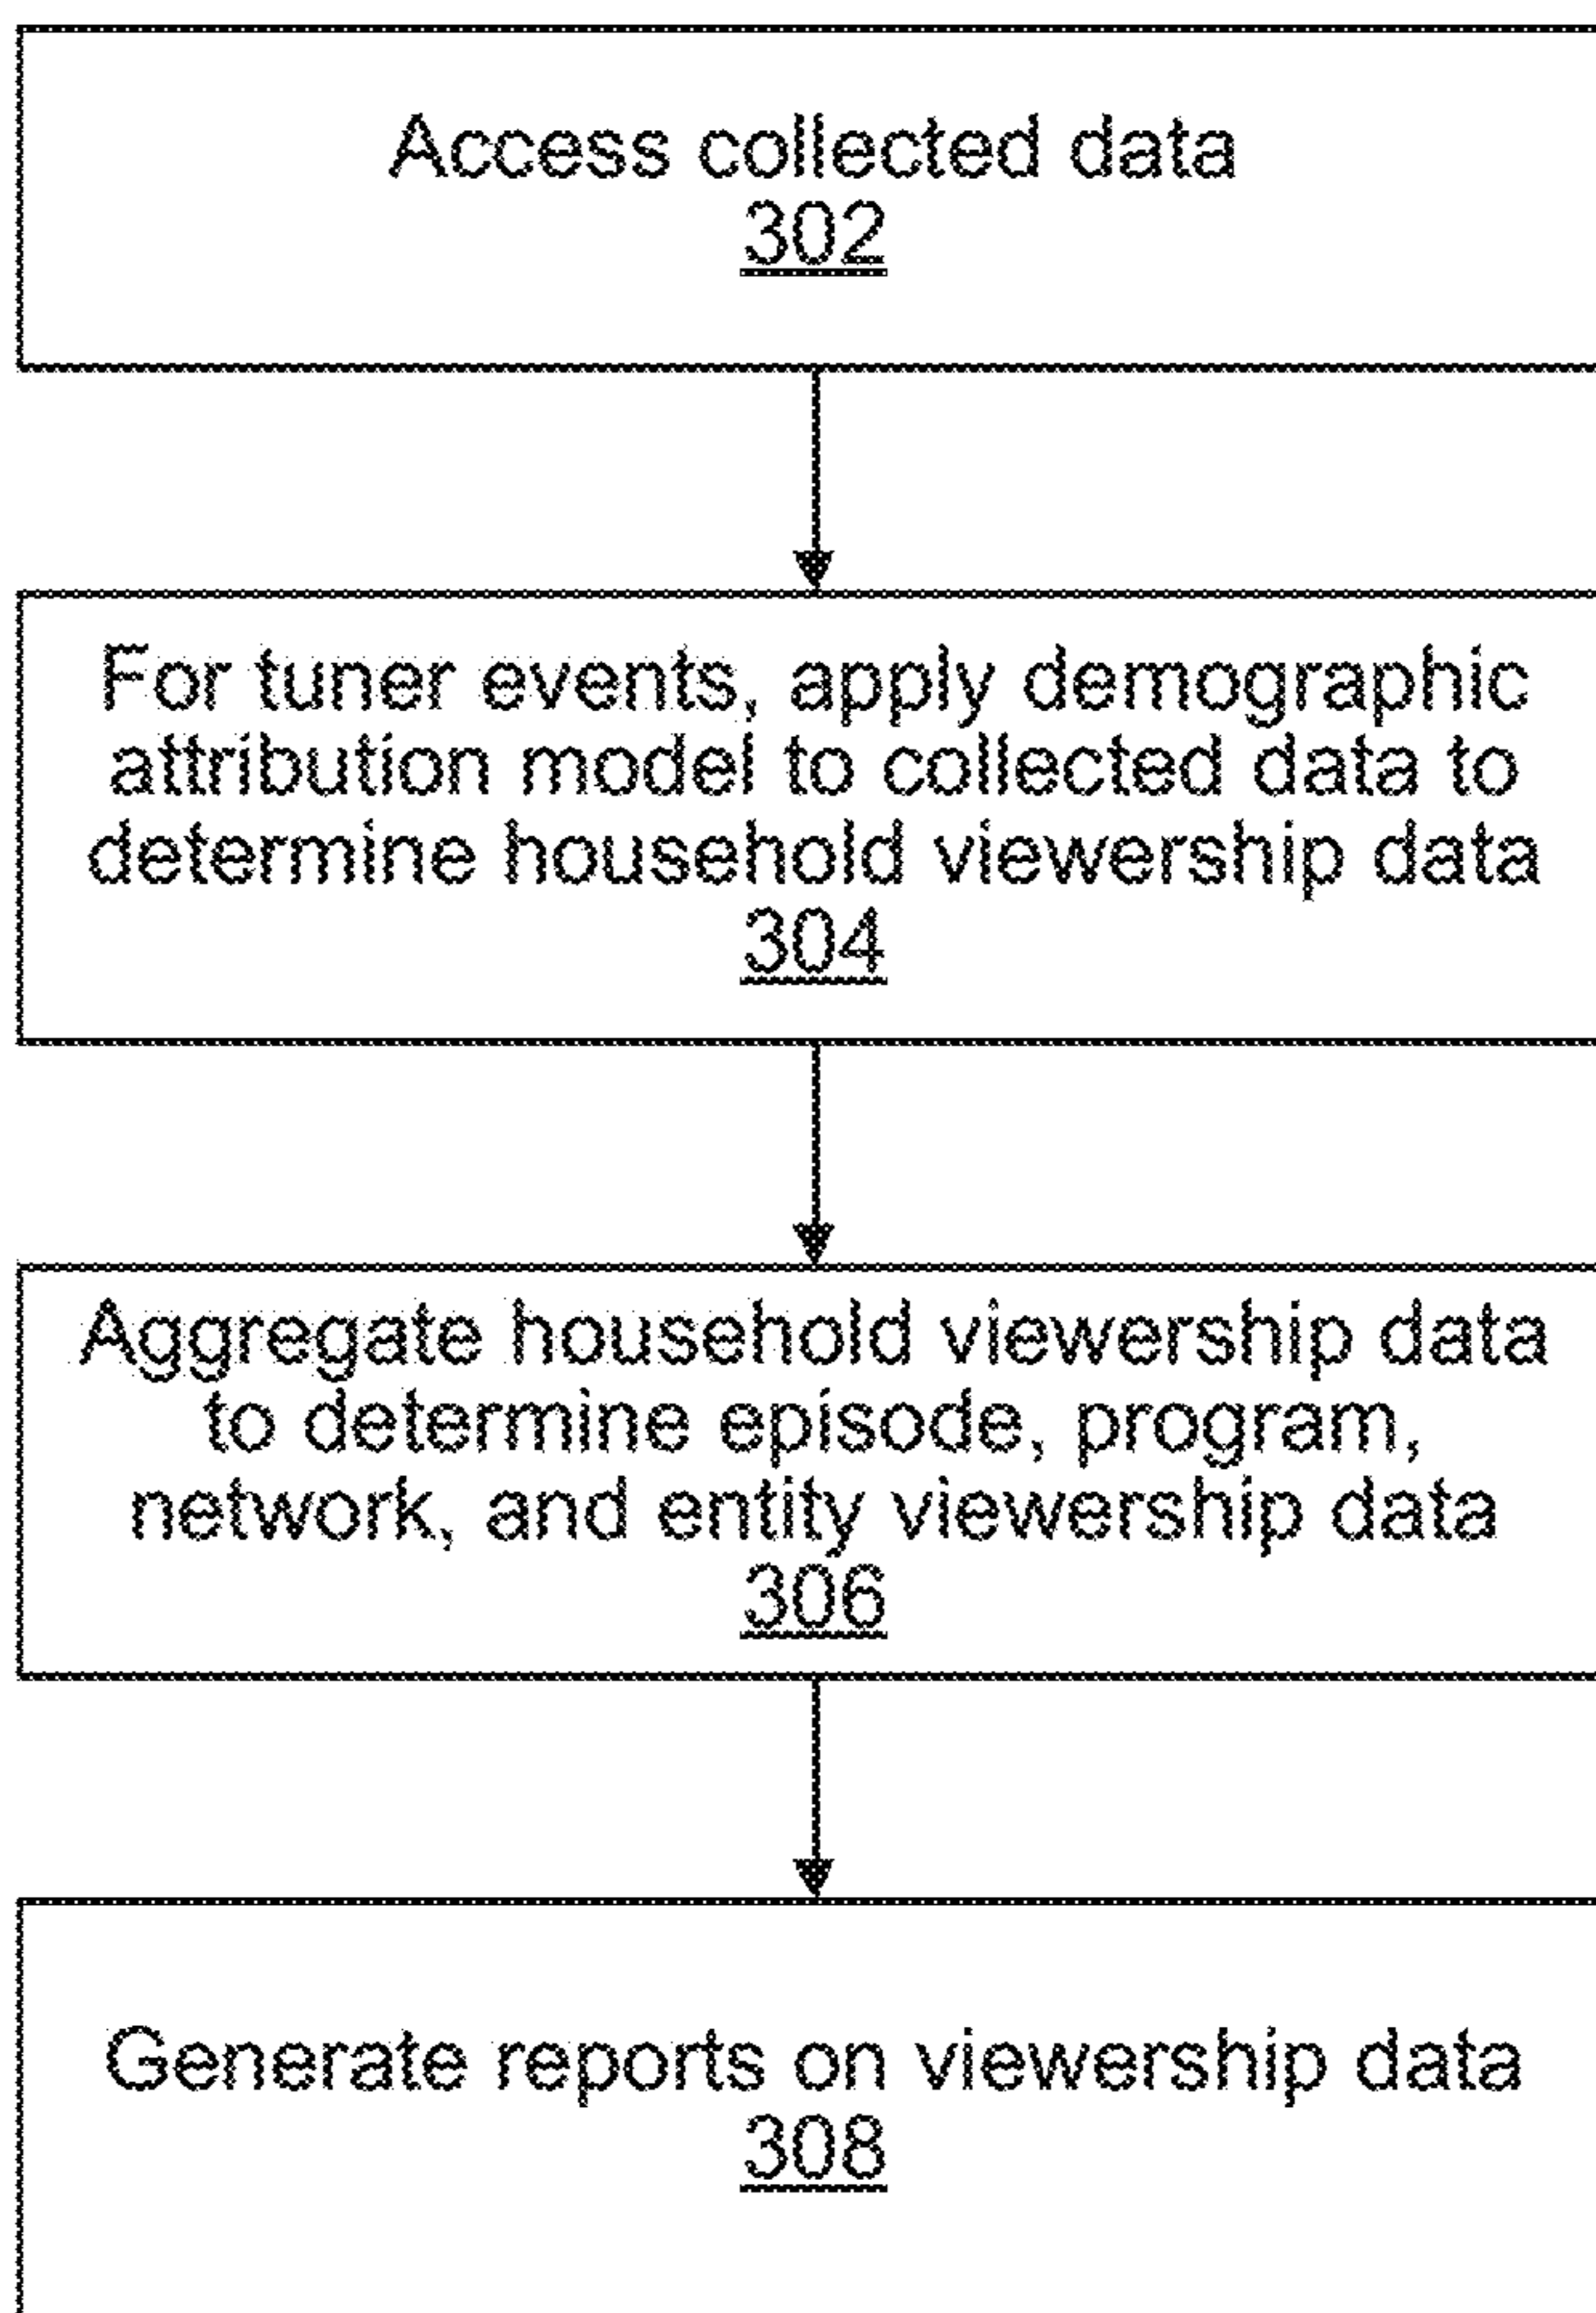 Access collected data
302
For tuner events, apply demographic
attribution model to collected data to
determine household viewership data
304
Aggregate household viewership data
to determine episode, program,
network, and entity viewership data
306
Generate reports on viewership data
308